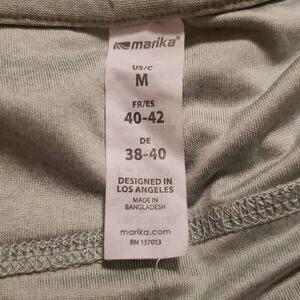 marika®
US/C
M
FR/ES
40-42
DE
38-40
DESIGNED IN
LOS ANGELES
MADE IN
BANGLADESH
marika.com
RN 137013